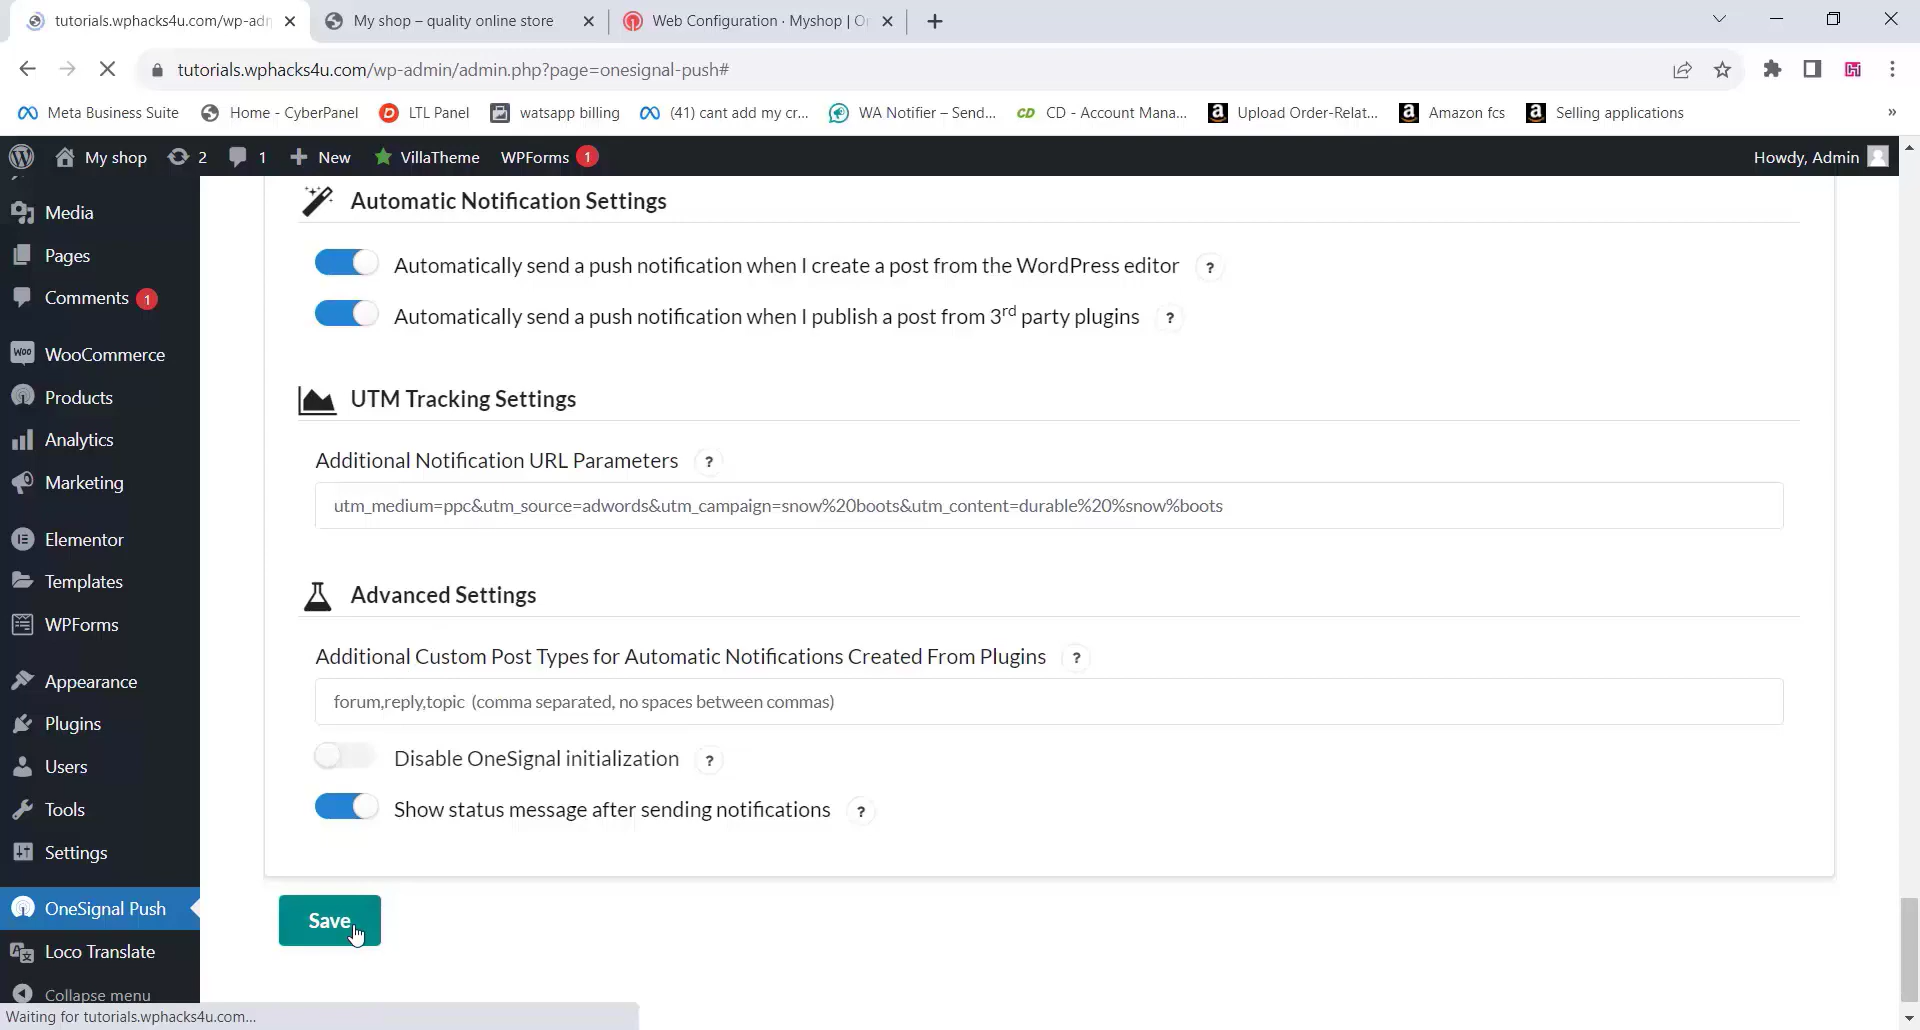 tutorials.wphacks4u.com/wp-adr
My shop – quality online store
Web Configuration · Myshop | O
tutorials.wphacks4u.com/wp-admin/admin.php?page=onesignal-push#
Meta Business Suite
Home - CyberPanel
LTL Panel
watsapp billing
(41) cant add my cr...
WA Notifier – Send...
CD - Account Mana...
Upload Order-Relat...
Amazon fcs
Selling applications
»
My shop
2
1
New
VillaTheme
WPForms 1
Howdy, Admin
Media
Pages
Comments 1
WooCommerce
Products
Analytics
Marketing
Elementor
Templates
WPForms
Appearance
Plugins
Users
Tools
Settings
OneSignal Push
Loco Translate
Collapse menu
Automatic Notification Settings
Automatically send a push notification when I create a post from the WordPress editor ?
Automatically send a push notification when I publish a post from 3rd party plugins ?
UTM Tracking Settings
Additional Notification URL Parameters ?
utm_medium=ppc&utm_source=adwords&utm_campaign=snow%20boots&utm_content=durable%20%snow%boots
Advanced Settings
Additional Custom Post Types for Automatic Notifications Created From Plugins ?
forum,reply,topic (comma separated, no spaces between commas)
Disable OneSignal initialization ?
Show status message after sending notifications ?
Save
Waiting for tutorials.wphacks4u.com...